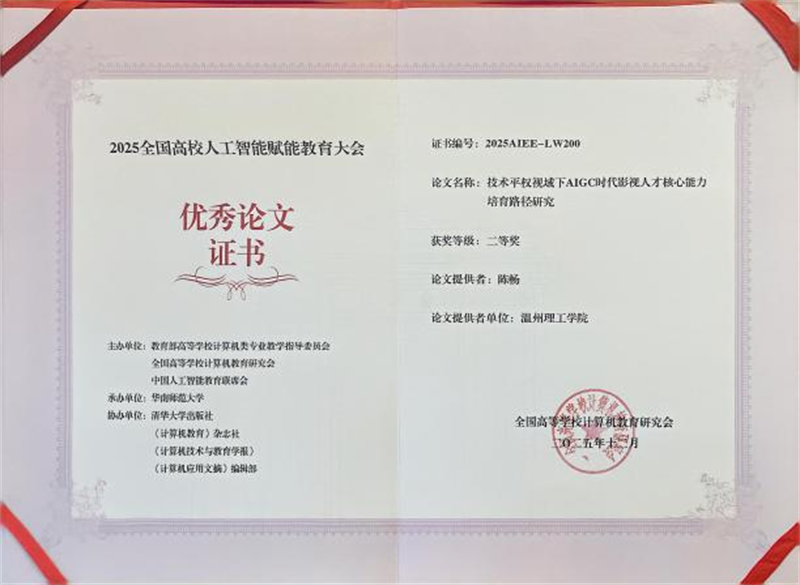 2025全国高校人工智能赋能教育大会
优秀论文
证书
主办单位：教育部高等学校计算机类专业教学指导委员会
全国高等学校计算机教育研究会
中国人工智能教育联席会
承办单位：华南师范大学
协办单位：清华大学出版社
《计算机教育》杂志社
《计算机技术与教育学报》
《计算机应用文摘》编辑部
证书编号：2025AIEE-LW200
论文名称：技术平权视域下AIGC时代影视人才核心能力
培育路径研究
获奖等级：二等奖
论文提供者：陈畅
论文提供者单位：温州理工学院
全国高等学校计算机教育研究会
二〇二五年十二月